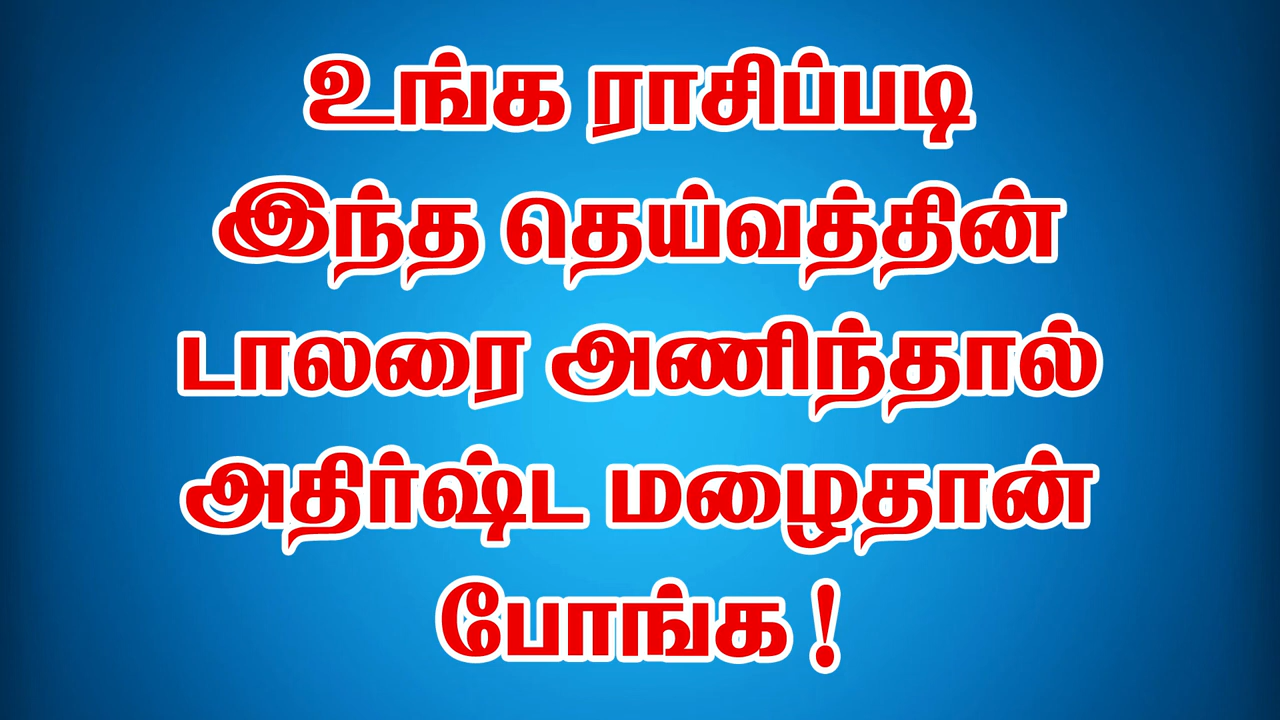 உங்க ராசிப்படி
இந்த தெய்வத்தின்
டாலரை அணிந்தால்
அதிர்ஷ்ட மழைதான்
போங்க !